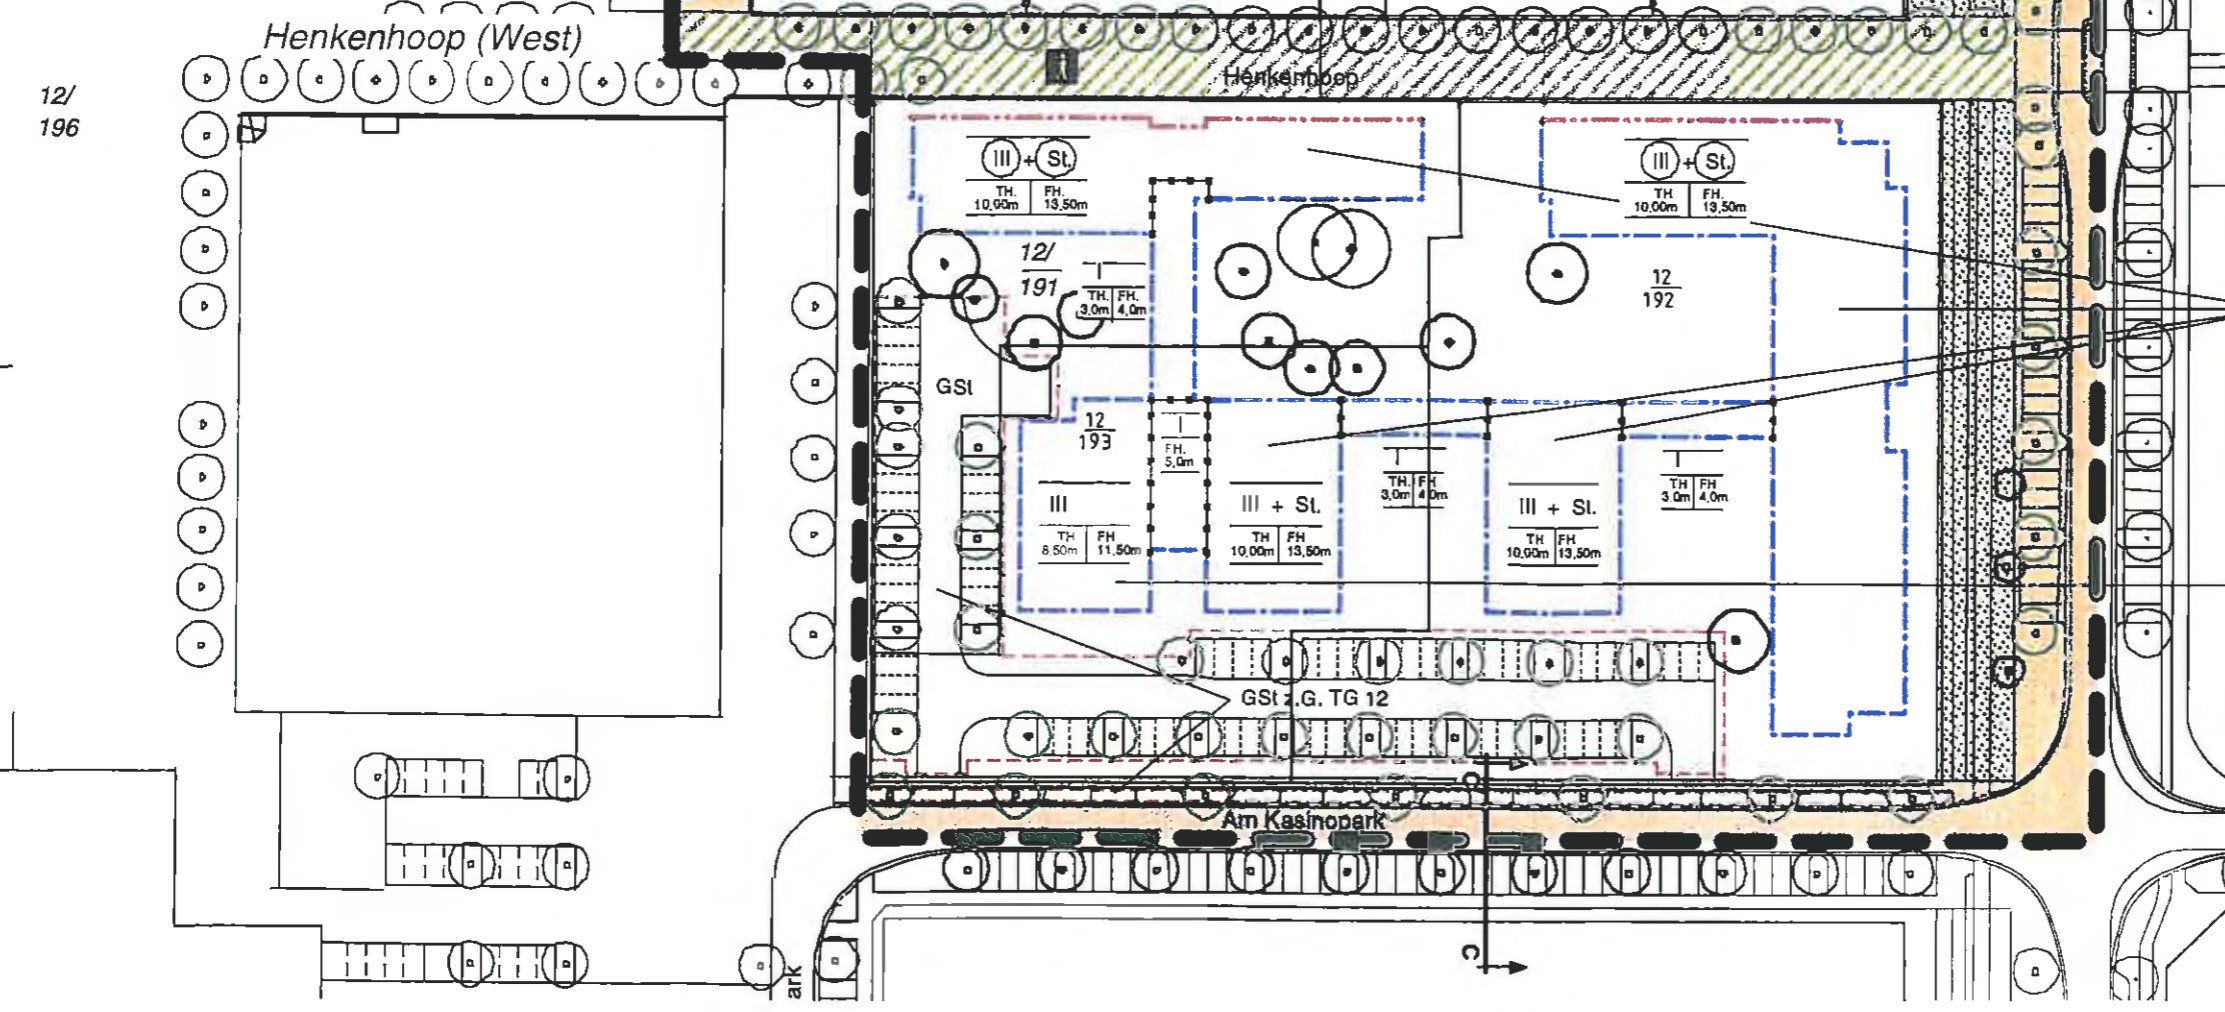 Henkenhoop (West)
12/
196
Henkenhoop
III + St.
TH. FH.
10,00m 13,50m
III + St.
TH FH.
10,00m 13,50m
12/
191
I
TH. FH.
3,0m 4,0m
12
192
GSt
12
193
I
FH.
5,0m
III
TH FH
8,50m 11,50m
III + St.
TH FH
10,00m 13,50m
I
TH. FH
3,0m 4,0m
III + St.
TH FH
10,00m 13,50m
I
TH FH
3,0m 4,0m
GSt z.G. TG 12
C
Am Kasinopark
C
ark